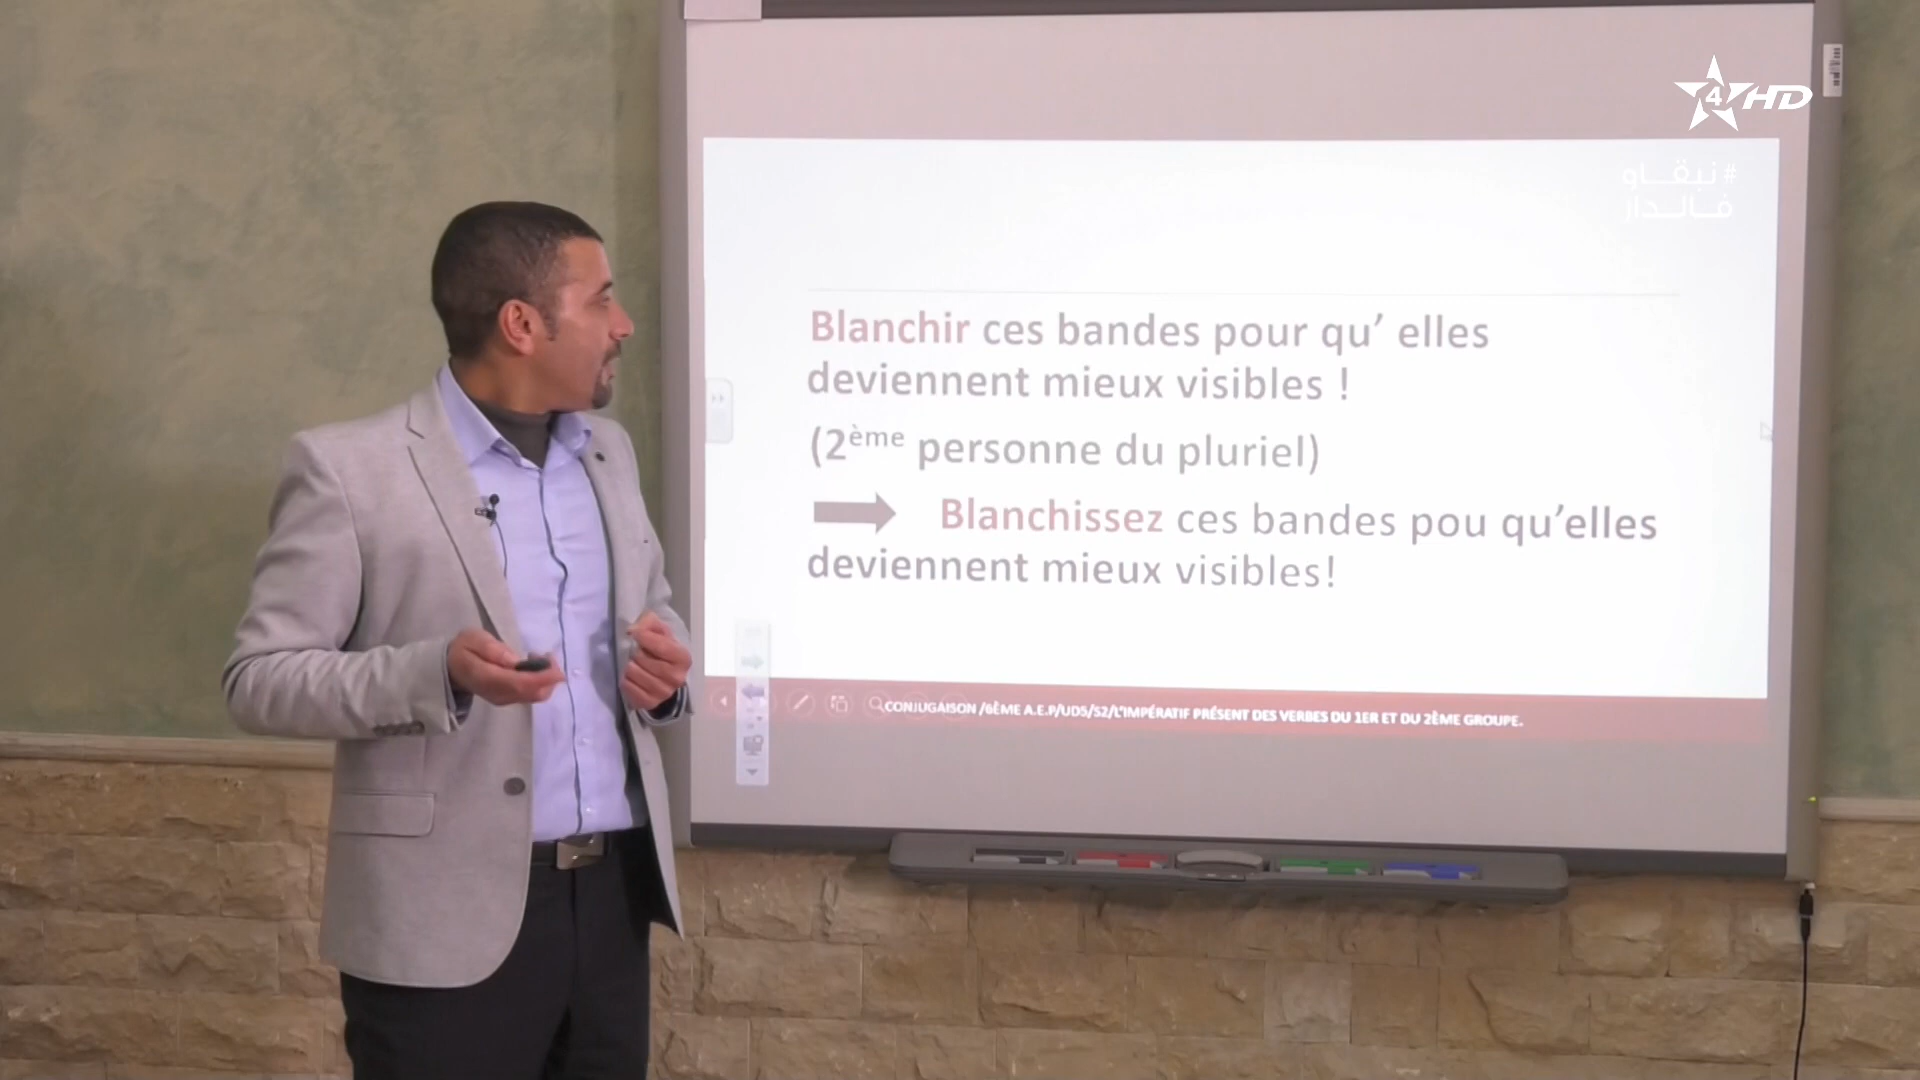 4 HD
#نبقاو
فالدار
Blanchir ces bandes pour qu’ elles
deviennent mieux visibles !
(2ème personne du pluriel)
Blanchissez ces bandes pou qu’elles
deviennent mieux visibles!
CONJUGAISON /6ÈME A.E.P/UD5/S2/L'IMPÉRATIF PRÉSENT DES VERBES DU 1ER ET DU 2ÈME GROUPE.